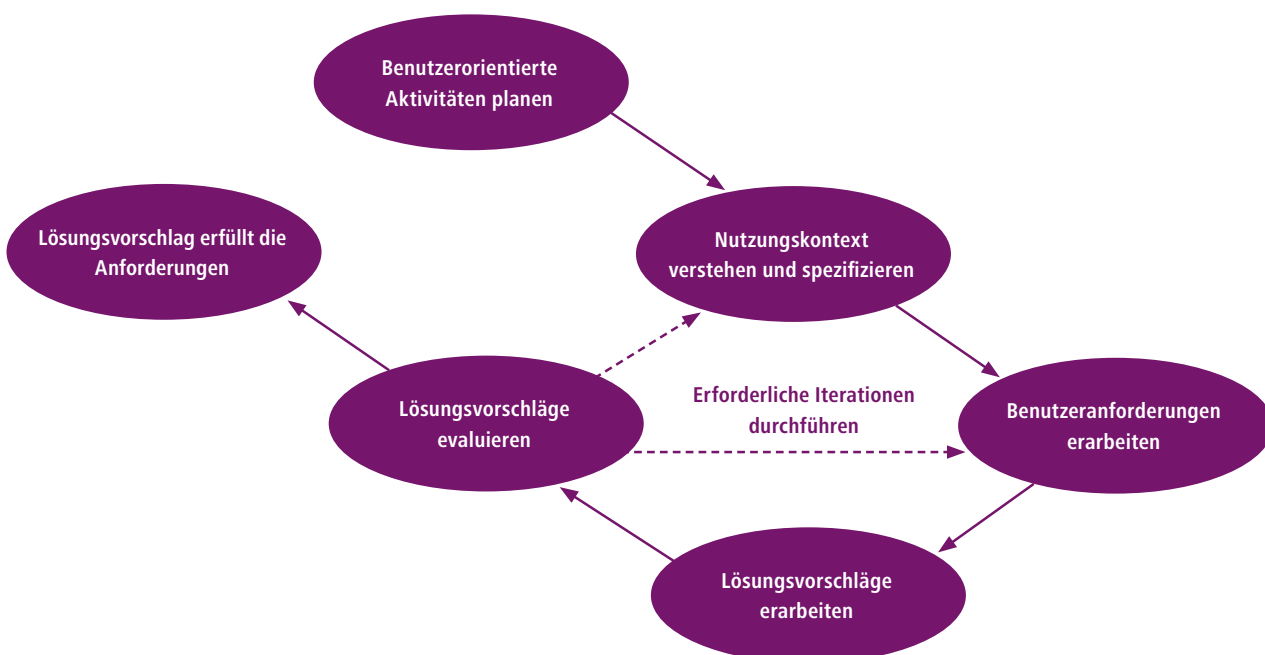 Benutzerorientierte
Aktivitäten planen
Lösungsvorschlag erfüllt die
Anforderungen
Nutzungskontext
verstehen und spezifizieren
Lösungsvorschläge
evaluieren
Erforderliche Iterationen
durchführen
Benutzeranforderungen
erarbeiten
Lösungsvorschläge
erarbeiten